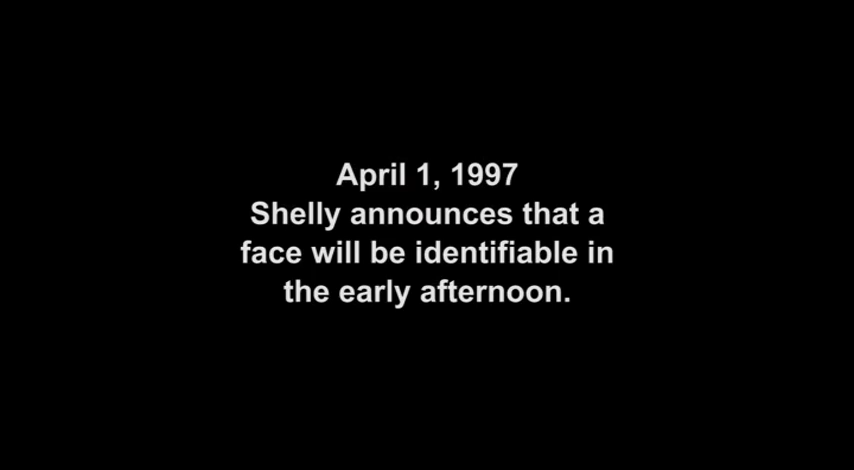 April 1, 1997
Shelly announces that a
face will be identifiable in
the early afternoon.